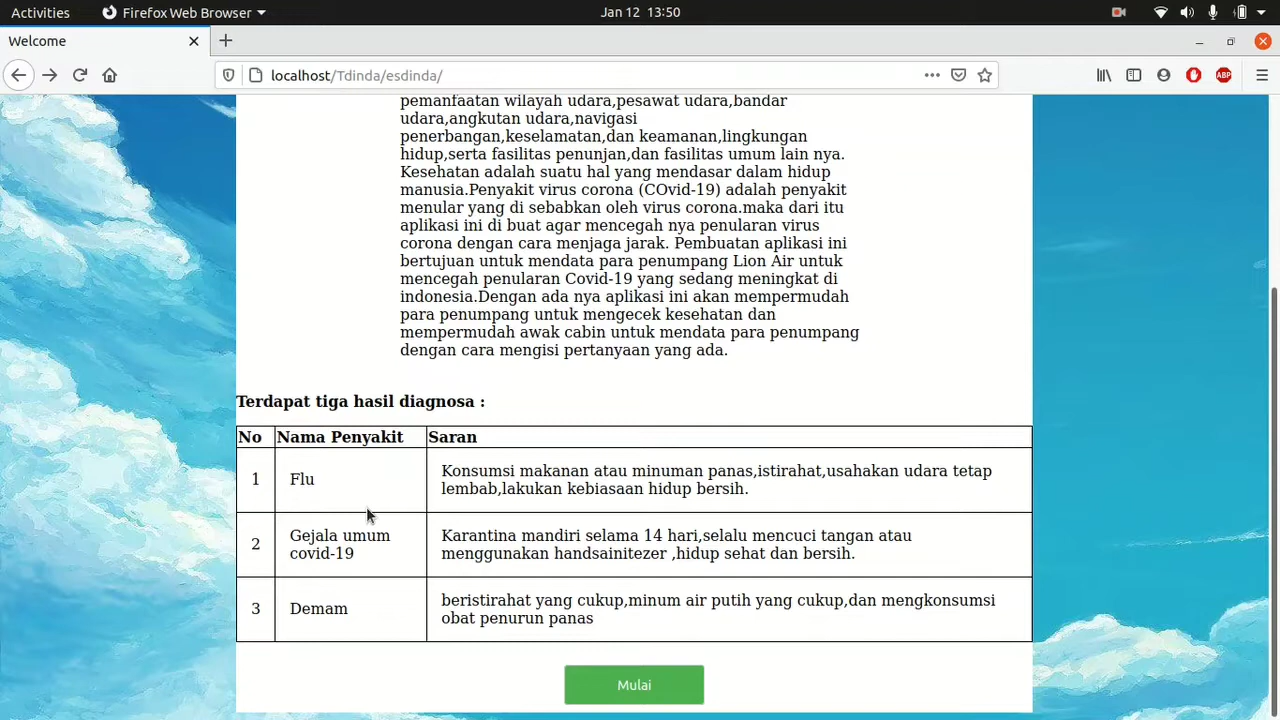 Activities
Firefox Web Browser
Jan 12  13:50
Welcome
localhost/Tdinda/esdinda/
ABP
pemanfaatan wilayah udara,pesawat udara,bandar
udara,angkutan udara,navigasi
penerbangan,keselamatan,dan keamanan,lingkungan
hidup,serta fasilitas penunjan,dan fasilitas umum lain nya.
Kesehatan adalah suatu hal yang mendasar dalam hidup
manusia.Penyakit virus corona (COvid-19) adalah penyakit
menular yang di sebabkan oleh virus corona.maka dari itu
aplikasi ini di buat agar mencegah nya penularan virus
corona dengan cara menjaga jarak. Pembuatan aplikasi ini
bertujuan untuk mendata para penumpang Lion Air untuk
mencegah penularan Covid-19 yang sedang meningkat di
indonesia.Dengan ada nya aplikasi ini akan mempermudah
para penumpang untuk mengecek kesehatan dan
mempermudah awak cabin untuk mendata para penumpang
dengan cara mengisi pertanyaan yang ada.
Terdapat tiga hasil diagnosa :
No Nama Penyakit Saran
1 Flu Konsumsi makanan atau minuman panas,istirahat,usahakan udara tetap
lembab,lakukan kebiasaan hidup bersih.
2 Gejala umum
covid-19
Karantina mandiri selama 14 hari,selalu mencuci tangan atau
menggunakan handsainitezer ,hidup sehat dan bersih.
3 Demam beristirahat yang cukup,minum air putih yang cukup,dan mengkonsumsi
obat penurun panas
Mulai